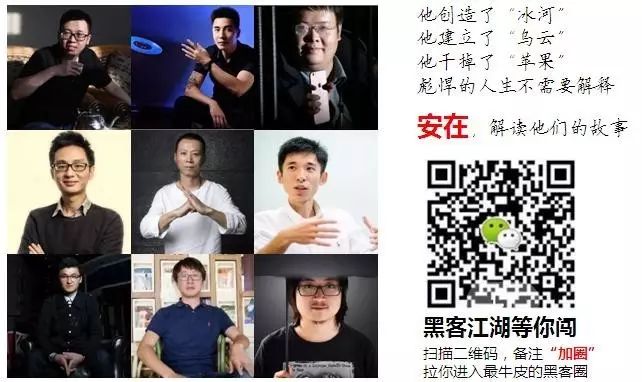 他创造了“冰河”
他建立了“乌云”
他干掉了“苹果”
彪悍的人生不需要解释
安在，解读他们的故事
黑客江湖等你闯
扫描二维码，备注“加圈”
拉你进入最牛皮的黑客圈